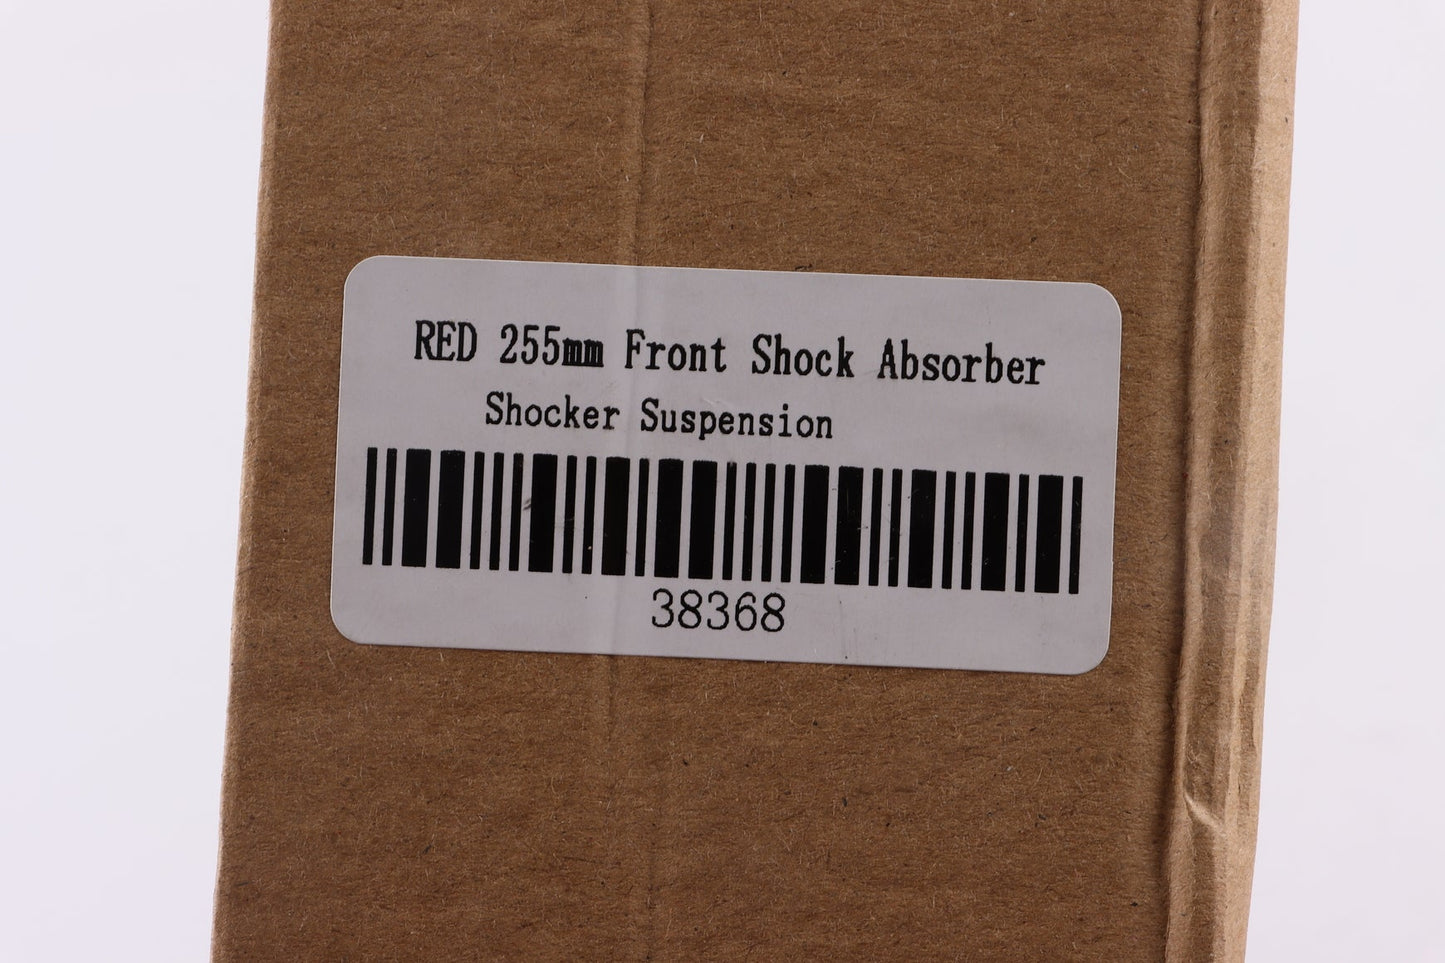 RED 255mm Front Shock Absorber
Shocker Suspension
38368